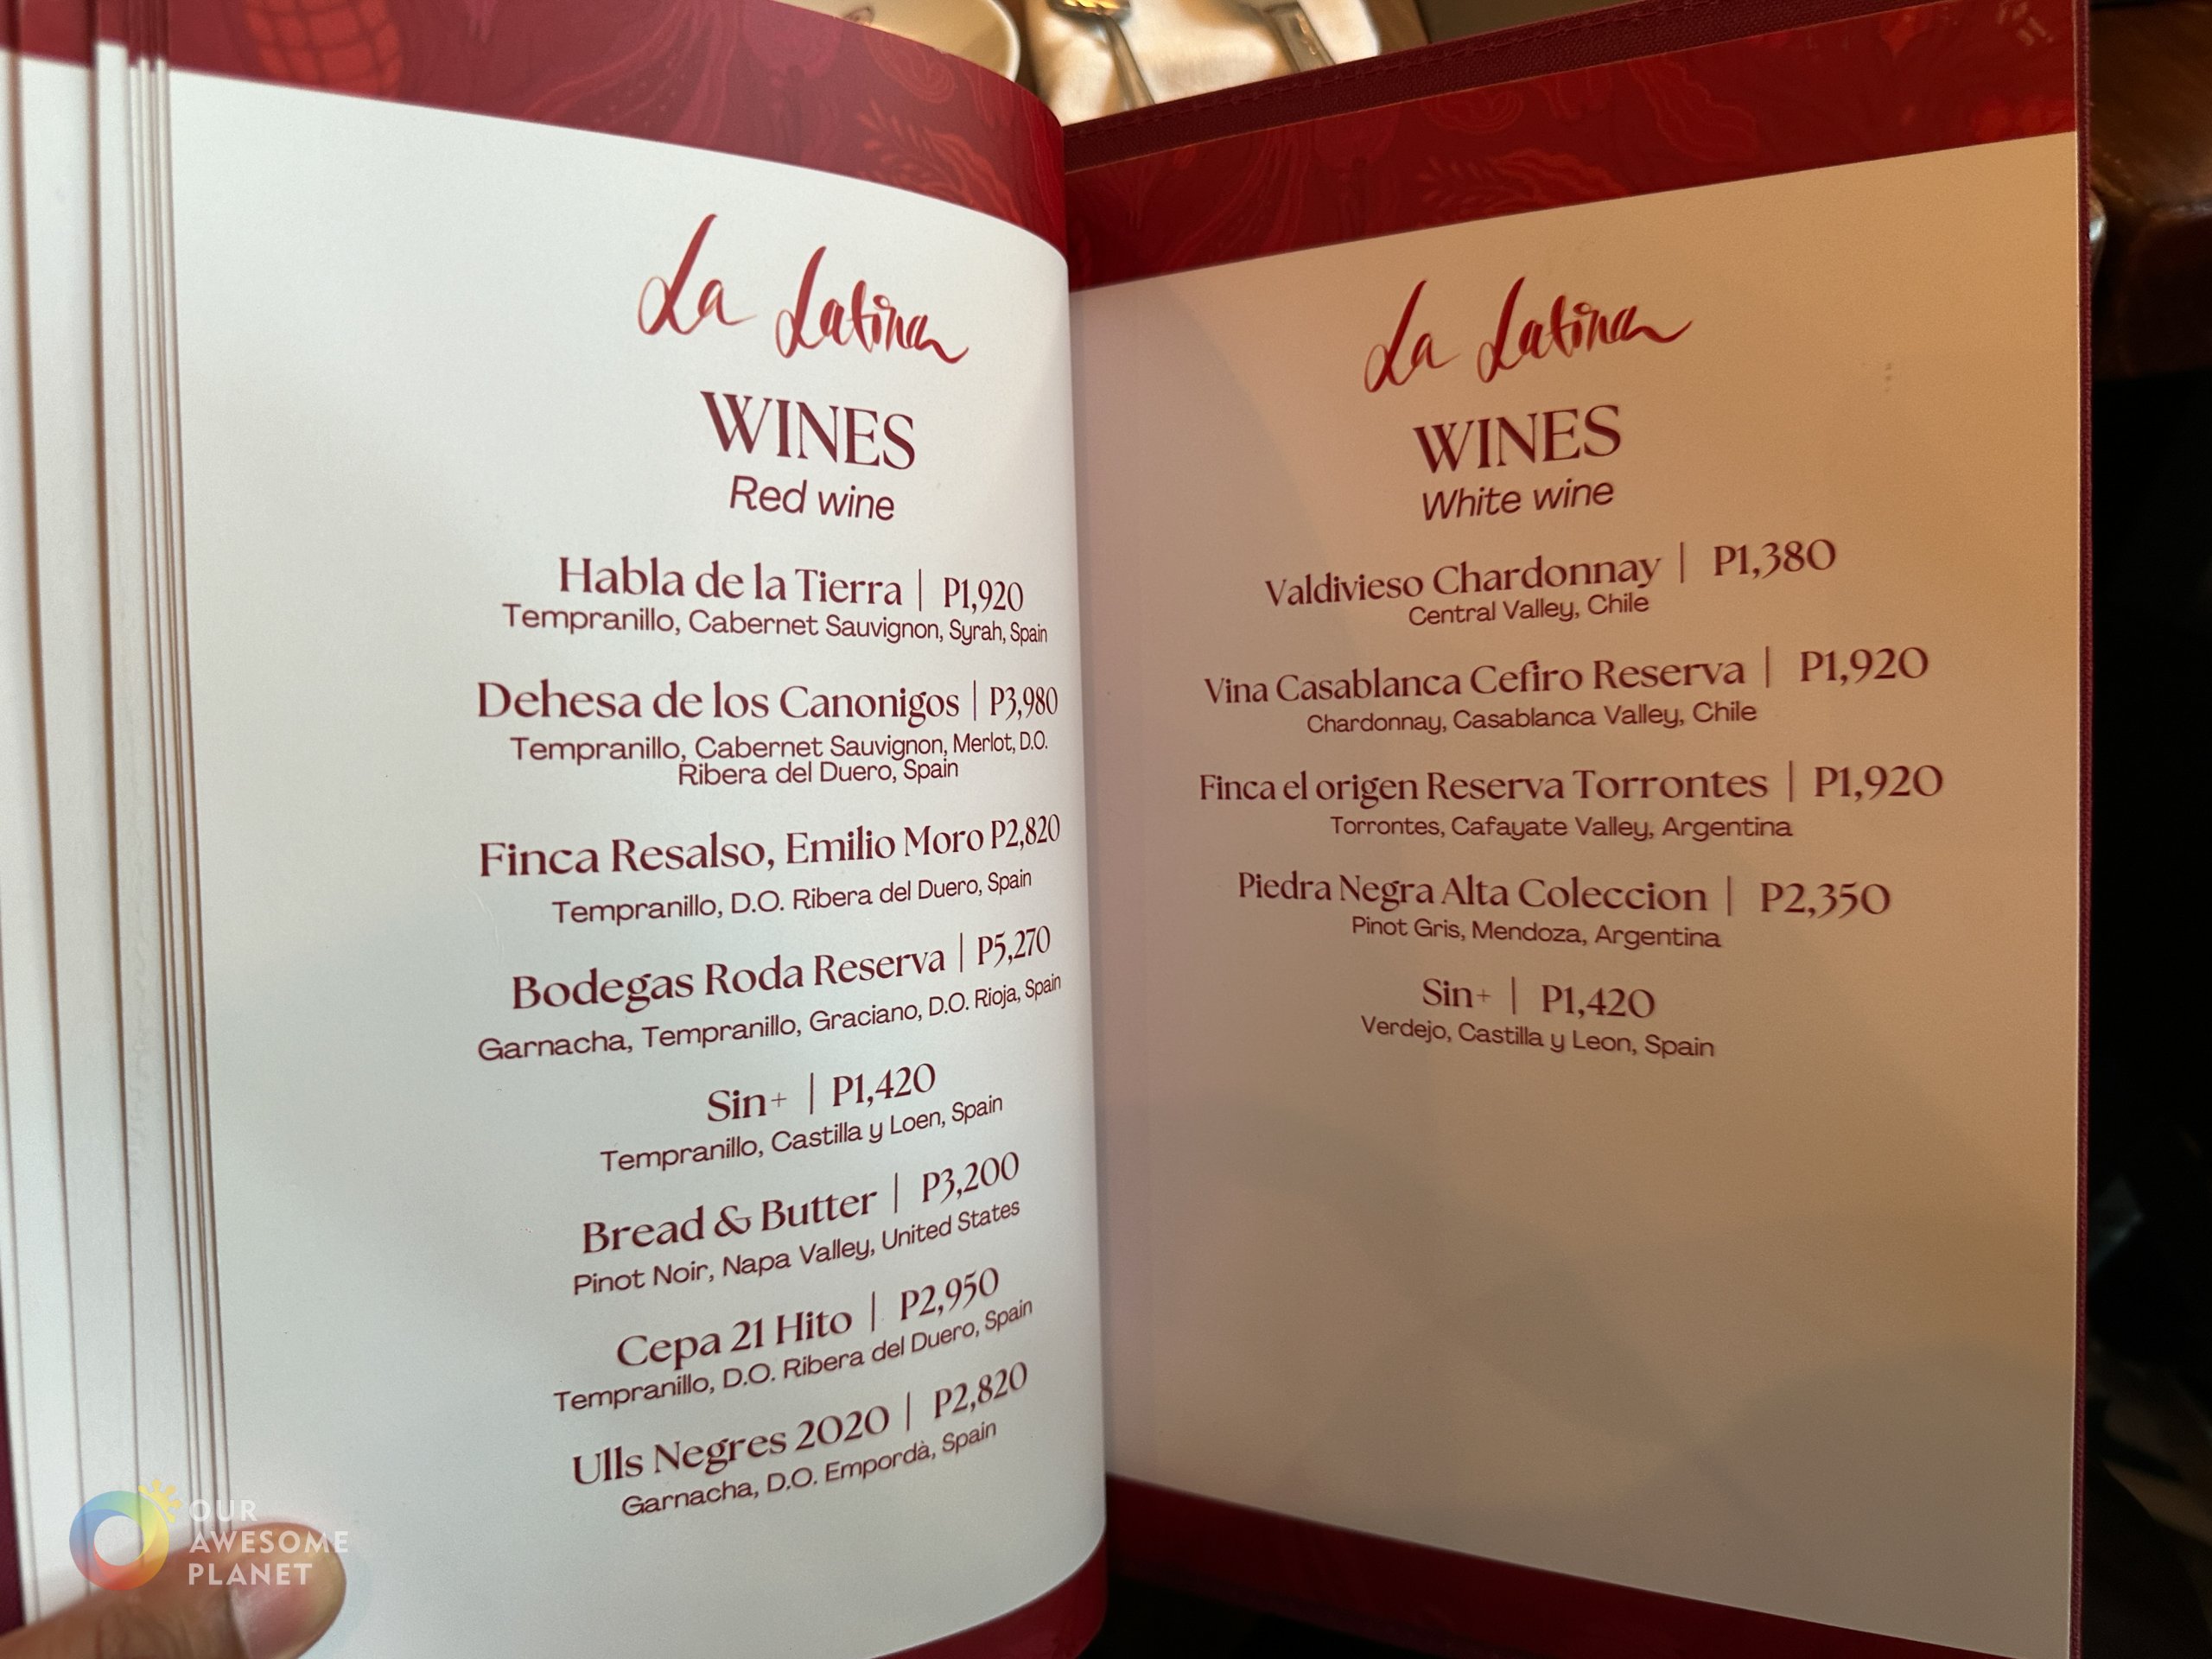 La Latina
WINES
Red wine
Habla de la Tierra | P1,920
Tempranillo, Cabernet Sauvignon, Syrah, Spain
Dehesa de los Canonigos | P3,980
Tempranillo, Cabernet Sauvignon, Merlot, D.O.
Ribera del Duero, Spain
Finca Resalso, Emilio Moro P2,820
Tempranillo, D.O. Ribera del Duero, Spain
Bodegas Roda Reserva | P5,270
Garnacha, Tempranillo, Graciano, D.O. Rioja, Spain
Sin+ | P1,420
Tempranillo, Castilla y Loen, Spain
Bread & Butter | P3,200
Pinot Noir, Napa Valley, United States
Cepa 21 Hito | P2,950
Tempranillo, D.O. Ribera del Duero, Spain
Ulls Negres 2020 | P2,820
Garnacha, D.O. Empordà, Spain
La Latina
WINES
White wine
Valdivieso Chardonnay | P1,380
Central Valley, Chile
Vina Casablanca Cefiro Reserva | P1,920
Chardonnay, Casablanca Valley, Chile
Finca el origen Reserva Torrontes | P1,920
Torrontes, Cafayate Valley, Argentina
Piedra Negra Alta Coleccion | P2,350
Pinot Gris, Mendoza, Argentina
Sin+ | P1,420
Verdejo, Castilla y Leon, Spain
OUR
AWESOME
PLANET